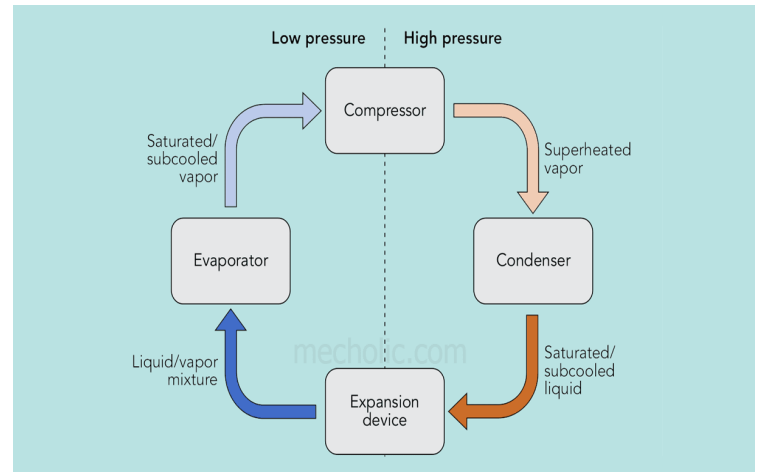 Low pressure
High pressure
Compressor
Saturated/
subcooled
vapor
Superheated
vapor
Evaporator
Condenser
mecholic.com
Liquid/vapor
mixture
Saturated/
subcooled
liquid
Expansion
device